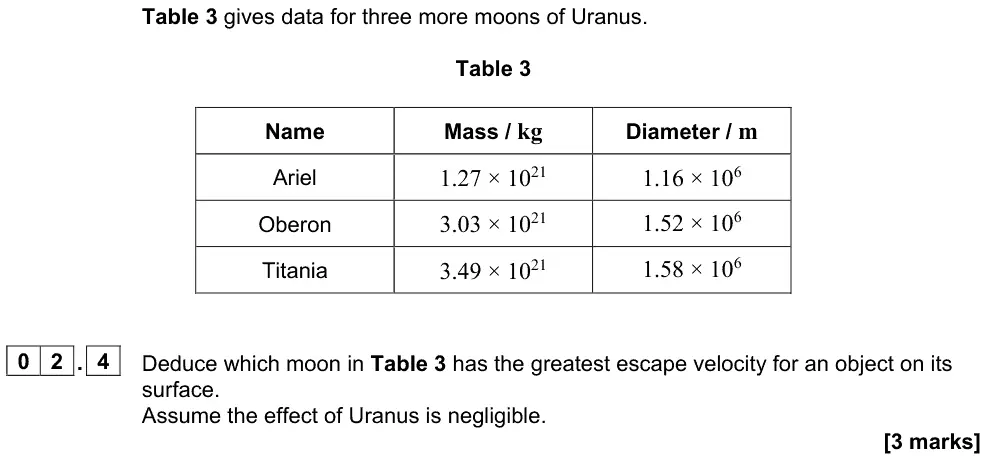 Table 3 gives data for three more moons of Uranus.
Table 3
Name Mass / kg Diameter / m
Ariel 1.27 × 10²¹ 1.16 × 10⁶
Oberon 3.03 × 10²¹ 1.52 × 10⁶
Titania 3.49 × 10²¹ 1.58 × 10⁶
0 2 . 4 Deduce which moon in Table 3 has the greatest escape velocity for an object on its
surface.
Assume the effect of Uranus is negligible.
[3 marks]